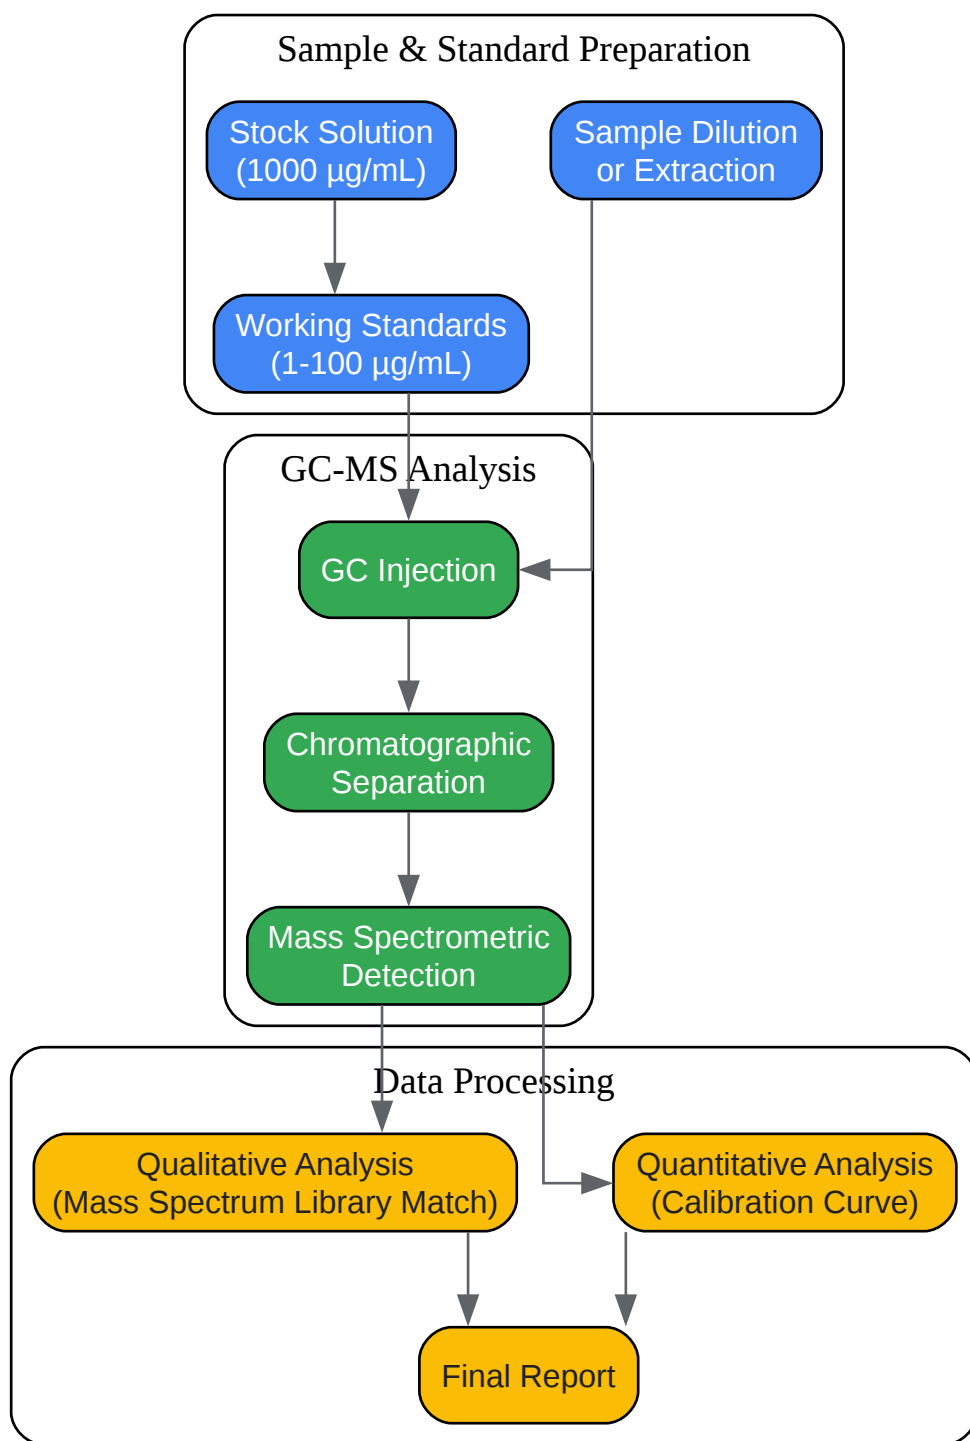 Sample & Standard Preparation
Stock Solution
(1000 µg/mL)
Sample Dilution
or Extraction
Working Standards
(1-100 µg/mL)
GC-MS Analysis
GC Injection
Chromatographic
Separation
Mass Spectrometric
Detection
Data Processing
Qualitative Analysis
(Mass Spectrum Library Match)
Quantitative Analysis
(Calibration Curve)
Final Report